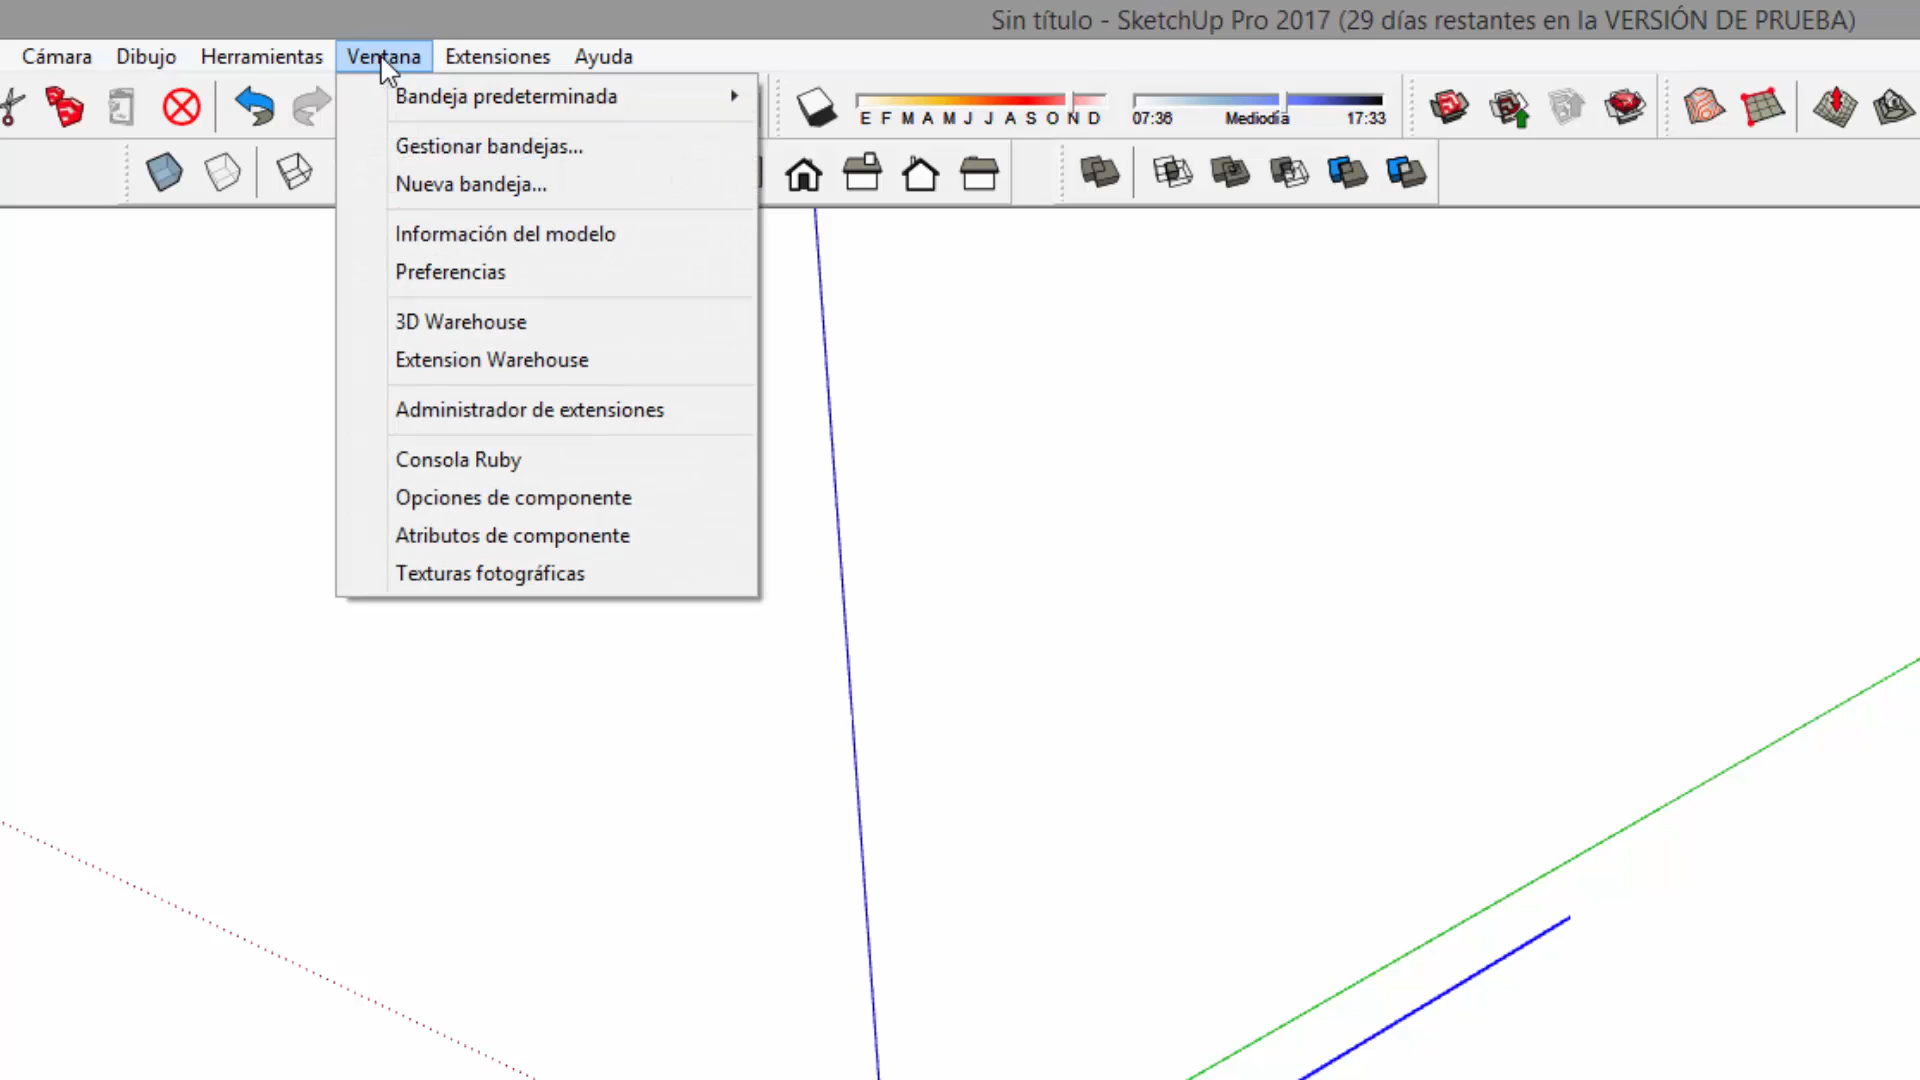 Sin título - SketchUp Pro 2017 (29 días restantes en la VERSIÓN DE PRUEBA)
Cámara Dibujo Herramientas Ventana Extensiones Ayuda
Bandeja predeterminada
E F M A M J J A S O N D 07:36 Mediodía 17:33
Gestionar bandejas...
Nueva bandeja...
Información del modelo
Preferencias
3D Warehouse
Extension Warehouse
Administrador de extensiones
Consola Ruby
Opciones de componente
Atributos de componente
Texturas fotográficas